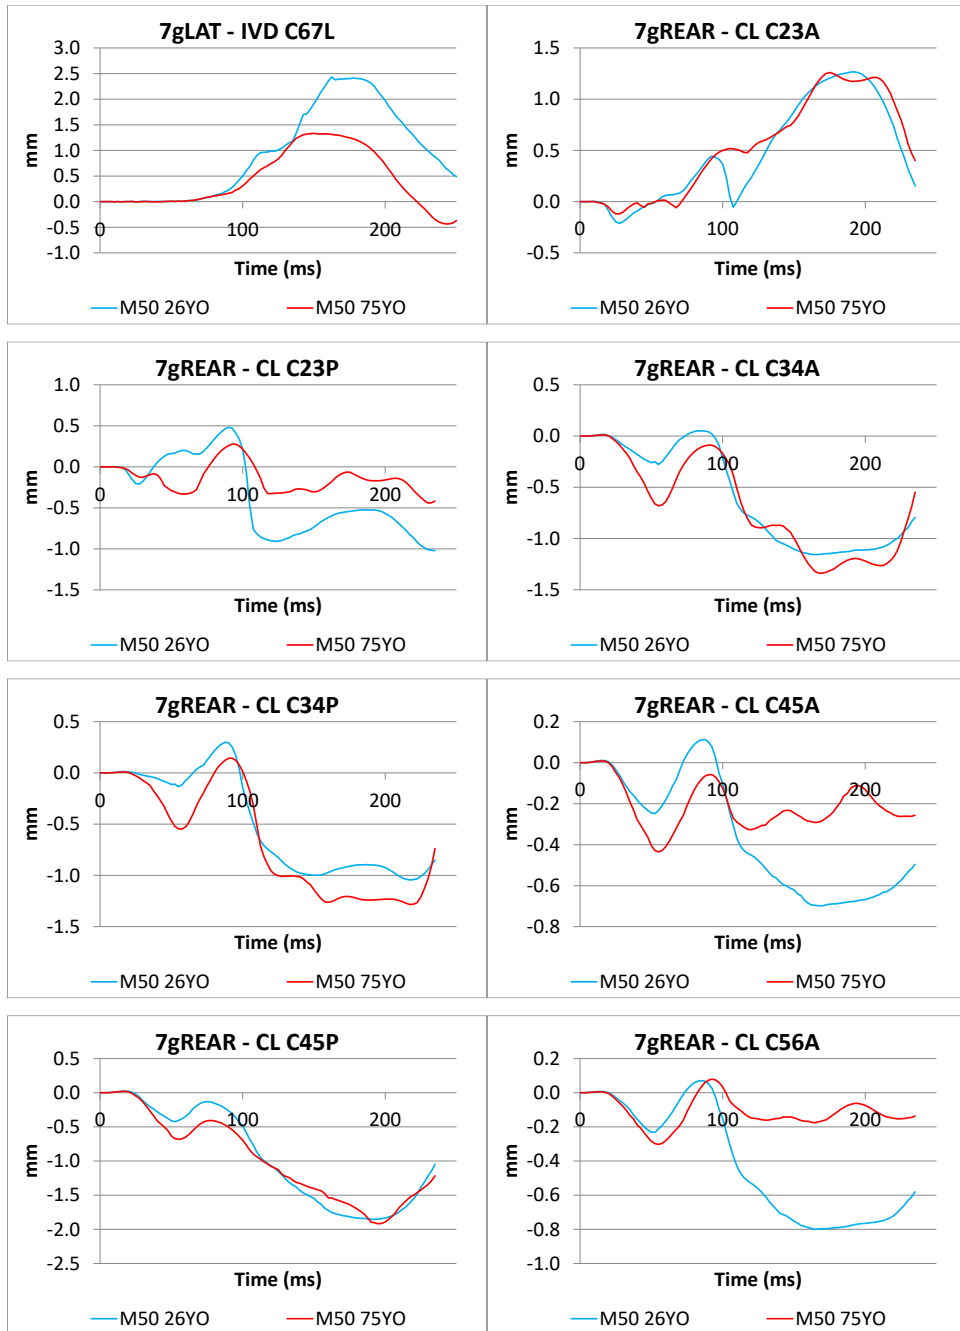 7gLAT - IVD C67L
3.0
2.5
2.0
1.5
1.0
0.5
0.0
-0.5
-1.0
mm
0
100
200
Time (ms)
M50 26YO
M50 75YO
7gREAR - CL C23A
1.5
1.0
0.5
0.0
-0.5
mm
0
100
200
Time (ms)
M50 26YO
M50 75YO
7gREAR - CL C23P
1.0
0.5
0.0
-0.5
-1.0
-1.5
mm
0
100
200
Time (ms)
M50 26YO
M50 75YO
7gREAR - CL C34A
0.5
0.0
-0.5
-1.0
-1.5
mm
0
100
200
Time (ms)
M50 26YO
M50 75YO
7gREAR - CL C34P
0.5
0.0
-0.5
-1.0
-1.5
mm
0
100
200
Time (ms)
M50 26YO
M50 75YO
7gREAR - CL C45A
0.2
0.0
-0.2
-0.4
-0.6
-0.8
mm
0
100
200
Time (ms)
M50 26YO
M50 75YO
7gREAR - CL C45P
0.5
0.0
-0.5
-1.0
-1.5
-2.0
-2.5
mm
0
100
200
Time (ms)
M50 26YO
M50 75YO
7gREAR - CL C56A
0.2
0.0
-0.2
-0.4
-0.6
-0.8
-1.0
mm
0
100
200
Time (ms)
M50 26YO
M50 75YO